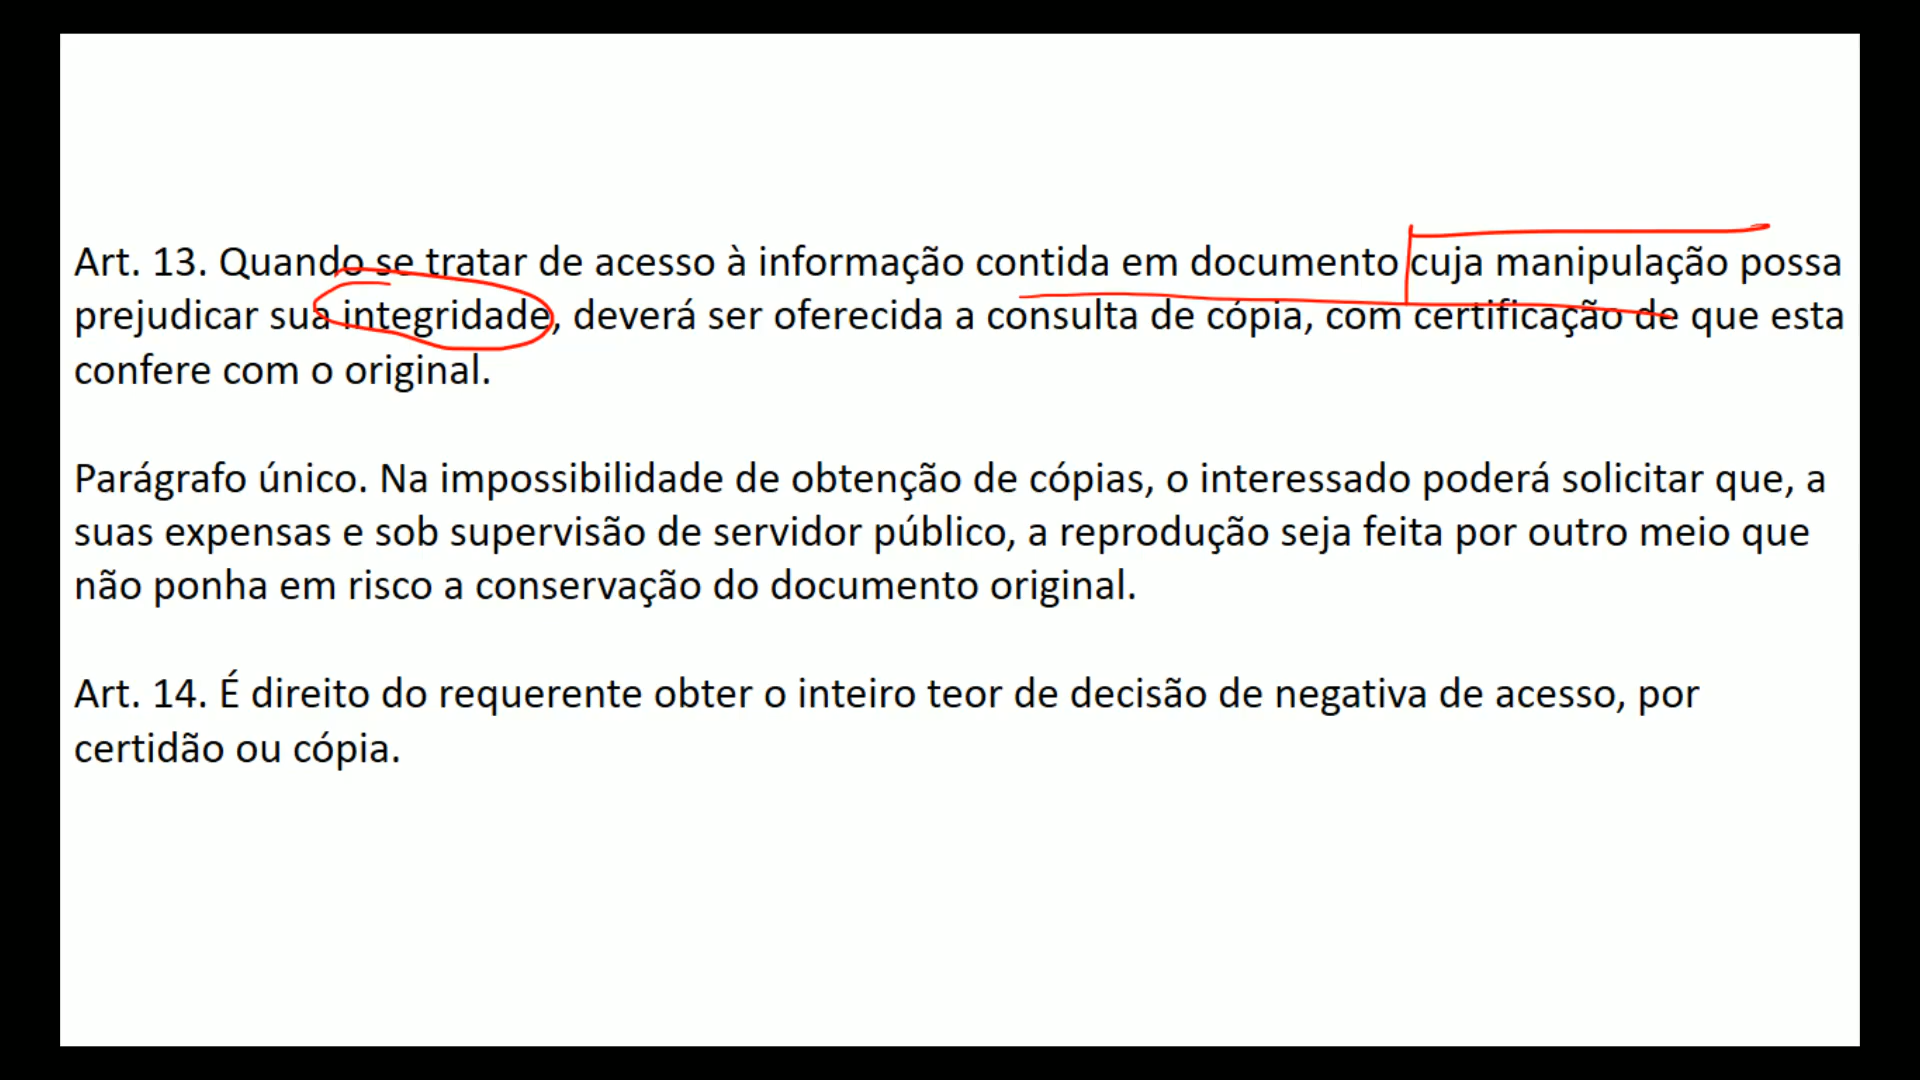 Art. 13. Quando se tratar de acesso à informação contida em documento cuja manipulação possa
prejudicar sua integridade, deverá ser oferecida a consulta de cópia, com certificação de que esta
confere com o original.
Parágrafo único. Na impossibilidade de obtenção de cópias, o interessado poderá solicitar que, a
suas expensas e sob supervisão de servidor público, a reprodução seja feita por outro meio que
não ponha em risco a conservação do documento original.
Art. 14. É direito do requerente obter o inteiro teor de decisão de negativa de acesso, por
certidão ou cópia.